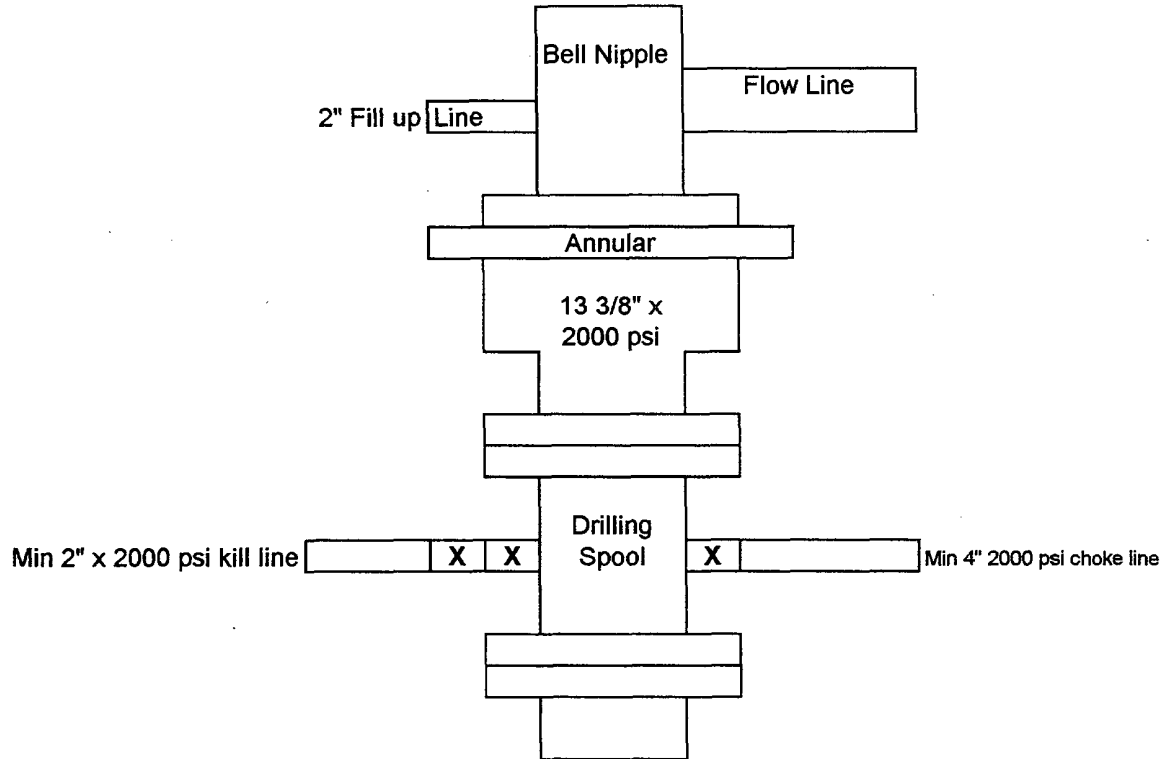 Bell Nipple
Flow Line
2" Fill up Line
Annular
13 3/8" x
2000 psi
Drilling
Spool
Min 2" x 2000 psi kill line
X X
X
Min 4" 2000 psi choke line